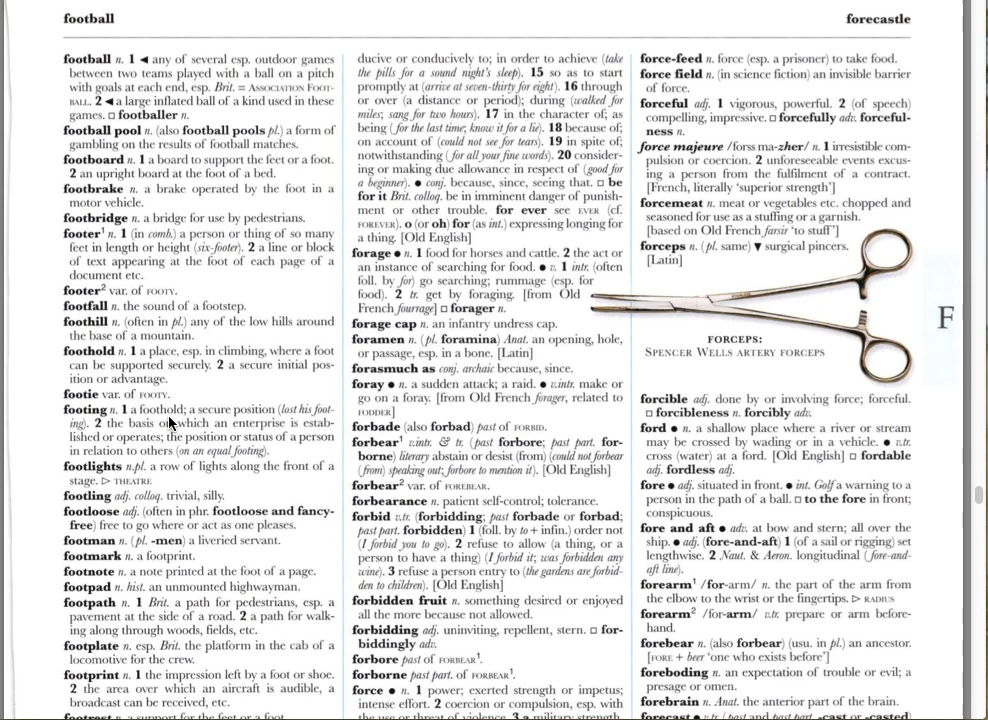 football
forecastle
football n. 1 ◄ any of several esp. outdoor games
between two teams played with a ball on a pitch
with goals at each end, esp. Brit. = ASSOCIATION FOOT-
BALL. 2 ◄ a large inflated ball of a kind used in these
games. □ footballer n.
football pool n. (also football pools pl.) a form of
gambling on the results of football matches.
footboard n. 1 a board to support the feet or a foot.
2 an upright board at the foot of a bed.
footbrake n. a brake operated by the foot in a
motor vehicle.
footbridge n. a bridge for use by pedestrians.
footer¹ n. 1 (in comb.) a person or thing of so many
feet in length or height (six-footer). 2 a line or block
of text appearing at the foot of each page of a
document etc.
footer² var. of FOOTY.
footfall n. the sound of a footstep.
foothill n. (often in pl.) any of the low hills around
the base of a mountain.
foothold n. 1 a place, esp. in climbing, where a foot
can be supported securely. 2 a secure initial pos-
ition or advantage.
footie var. of FOOTY.
footing n. 1 a foothold; a secure position (lost his foot-
ing). 2 the basis on which an enterprise is estab-
lished or operates; the position or status of a person
in relation to others (on an equal footing).
footlights n.pl. a row of lights along the front of a
stage. ▷ THEATRE
footling adj. colloq. trivial, silly.
footloose adj. (often in phr. footloose and fancy-
free) free to go where or act as one pleases.
footman n. (pl. -men) a liveried servant.
footmark n. a footprint.
footnote n. a note printed at the foot of a page.
footpad n. hist. an unmounted highwayman.
footpath n. 1 Brit. a path for pedestrians, esp. a
pavement at the side of a road. 2 a path for walk-
ing along through woods, fields, etc.
footplate n. esp. Brit. the platform in the cab of a
locomotive for the crew.
footprint n. 1 the impression left by a foot or shoe.
2 the area over which an aircraft is audible, a
broadcast can be received, etc.
footrest n. a support for the feet or a foot.
ducive or conducively to; in order to achieve (take
the pills for a sound night's sleep). 15 so as to start
promptly at (arrive at seven-thirty for eight). 16 through
or over (a distance or period); during (walked for
miles; sang for two hours). 17 in the character of; as
being (for the last time; know it for a lie). 18 because of;
on account of (could not see for tears). 19 in spite of;
notwithstanding (for all your fine words). 20 consider-
ing or making due allowance in respect of (good for
a beginner). ● conj. because, since, seeing that. □ be
for it Brit. colloq. be in imminent danger of punish-
ment or other trouble. for ever see EVER (cf.
FOREVER). o (or oh) for (as int.) expressing longing for
a thing. [Old English]
forage ● n. 1 food for horses and cattle. 2 the act or
an instance of searching for food. ● v. 1 intr. (often
foll. by for) go searching; rummage (esp. for
food). 2 tr. get by foraging. [from Old
French fourrage] □ forager n.
forage cap n. an infantry undress cap.
foramen n. (pl. foramina) Anat. an opening, hole,
or passage, esp. in a bone. [Latin]
forasmuch as conj. archaic because, since.
foray ● n. a sudden attack; a raid. ● v.intr. make or
go on a foray. [from Old French forager, related to
FODDER]
forbade (also forbad) past of FORBID.
forbear¹ v.intr. & tr. (past forbore; past part. for-
borne) literary abstain or desist (from) (could not forbear
(from) speaking out; forbore to mention it). [Old English]
forbear² var. of FOREBEAR.
forbearance n. patient self-control; tolerance.
forbid v.tr. (forbidding; past forbade or forbad;
past part. forbidden) 1 (foll. by to + infin.) order not
(I forbid you to go). 2 refuse to allow (a thing, or a
person to have a thing) (I forbid it; was forbidden any
wine). 3 refuse a person entry to (the gardens are forbid-
den to children). [Old English]
forbidden fruit n. something desired or enjoyed
all the more because not allowed.
forbidding adj. uninviting, repellent, stern. □ for-
biddingly adv.
forbore past of FORBEAR¹.
forborne past part. of FORBEAR¹.
force ● n. 1 power; exerted strength or impetus;
intense effort. 2 coercion or compulsion, esp. with
the use or threat of violence. 3 a military strength.
force-feed n. force (esp. a prisoner) to take food.
force field n. (in science fiction) an invisible barrier
of force.
forceful adj. 1 vigorous, powerful. 2 (of speech)
compelling, impressive. □ forcefully adv. forceful-
ness n.
force majeure /forss ma-zher/ n. 1 irresistible com-
pulsion or coercion. 2 unforeseeable events excus-
ing a person from the fulfilment of a contract.
[French, literally 'superior strength']
forcemeat n. meat or vegetables etc. chopped and
seasoned for use as a stuffing or a garnish.
[based on Old French farsir 'to stuff']
forceps n. (pl. same) ▼ surgical pincers.
[Latin]
FORCEPS:
SPENCER WELLS ARTERY FORCEPS
F
forcible adj. done by or involving force; forceful.
□ forcibleness n. forcibly adv.
ford ● n. a shallow place where a river or stream
may be crossed by wading or in a vehicle. ● v.tr.
cross (water) at a ford. [Old English] □ fordable
adj. fordless adj.
fore ● adj. situated in front. ● int. Golf a warning to a
person in the path of a ball. □ to the fore in front;
conspicuous.
fore and aft ● adv. at bow and stern; all over the
ship. ● adj. (fore-and-aft) 1 (of a sail or rigging) set
lengthwise. 2 Naut. & Aeron. longitudinal (fore-and-
aft line).
forearm¹ /for-arm/ n. the part of the arm from
the elbow to the wrist or the fingertips. ▷ RADIUS
forearm² /for-arm/ v.tr. prepare or arm before-
hand.
forebear n. (also forbear) (usu. in pl.) an ancestor.
[FORE + beer 'one who exists before']
foreboding n. an expectation of trouble or evil; a
presage or omen.
forebrain n. Anat. the anterior part of the brain.
forecast ● v.tr. (past and past part. -cast or -casted)